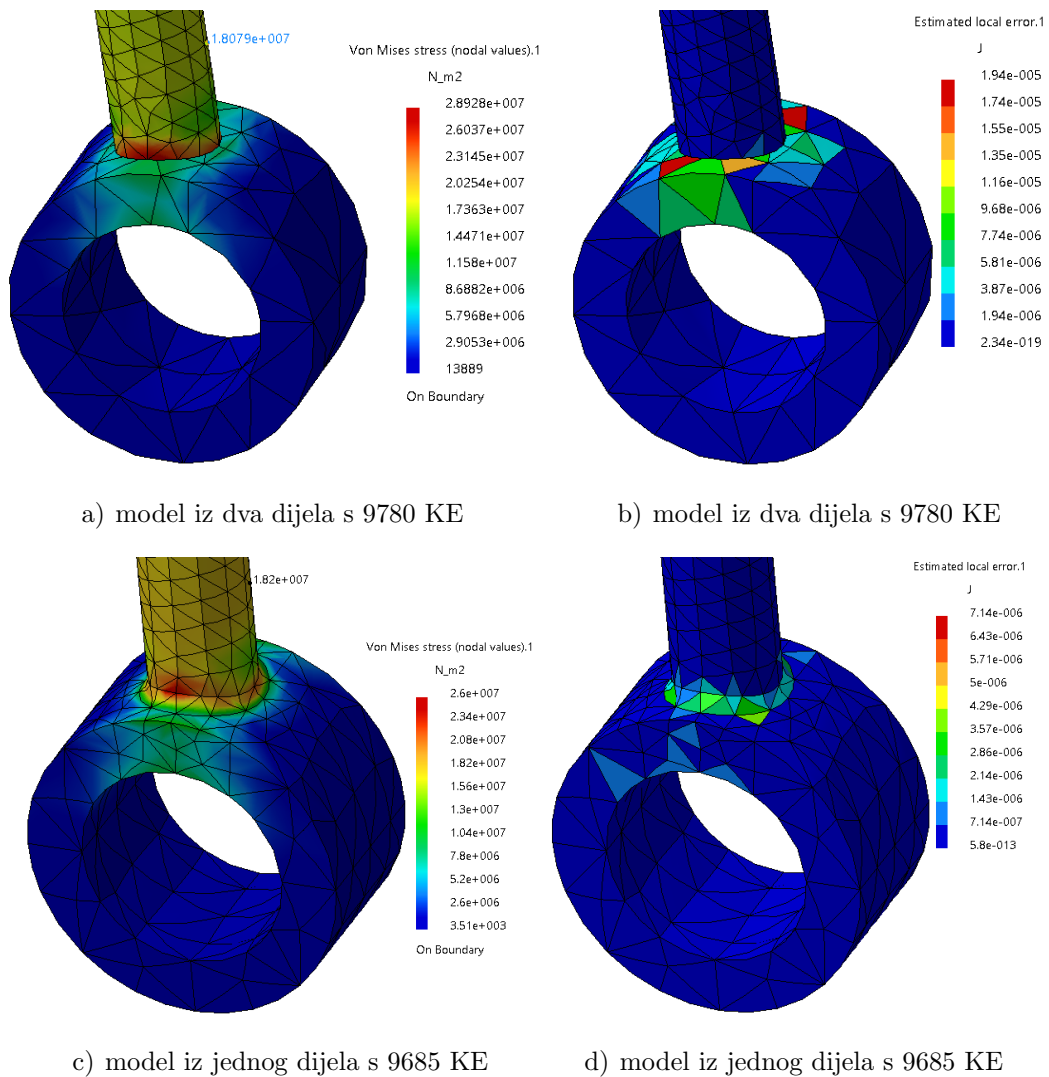 1.8079e+007
Von Mises stress (nodal values).1
N_m2
2.8928e+007
2.6037e+007
2.3145e+007
2.0254e+007
1.7363e+007
1.4471e+007
1.158e+007
8.6882e+006
5.7968e+006
2.9053e+006
13889
On Boundary
Estimated local error.1
J
1.94e-005
1.74e-005
1.55e-005
1.35e-005
1.16e-005
9.68e-006
7.74e-006
5.81e-006
3.87e-006
1.94e-006
2.34e-019
a) model iz dva dijela s 9780 KE
b) model iz dva dijela s 9780 KE
1.82e+007
Von Mises stress (nodal values).1
N_m2
2.6e+007
2.34e+007
2.08e+007
1.82e+007
1.56e+007
1.3e+007
1.04e+007
7.8e+006
5.2e+006
2.6e+006
3.51e+003
On Boundary
Estimated local error.1
J
7.14e-006
6.43e-006
5.71e-006
5e-006
4.29e-006
3.57e-006
2.86e-006
2.14e-006
1.43e-006
7.14e-007
5.8e-013
c) model iz jednog dijela s 9685 KE
d) model iz jednog dijela s 9685 KE